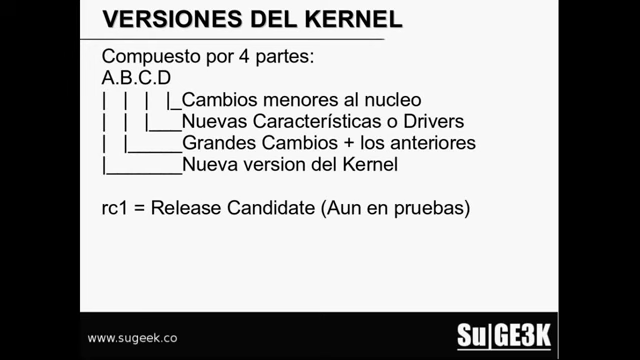 VERSIONES DEL KERNEL
Compuesto por 4 partes:
A.B.C.D
| | | |_Cambios menores al nucleo
| | |___Nuevas Características o Drivers
| |_____Grandes Cambios + los anteriores
|_______Nueva version del Kernel
rc1 = Release Candidate (Aun en pruebas)
www.sugeek.co
Su|GE3K